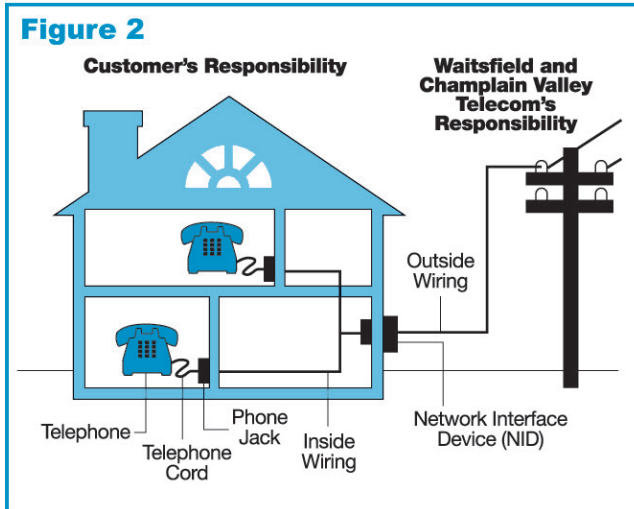 Figure 2
Customer's Responsibility
Waitsfield and
Champlain Valley
Telecom's
Responsibility
Outside
Wiring
Telephone
Telephone
Cord
Phone
Jack
Inside
Wiring
Network Interface
Device (NID)